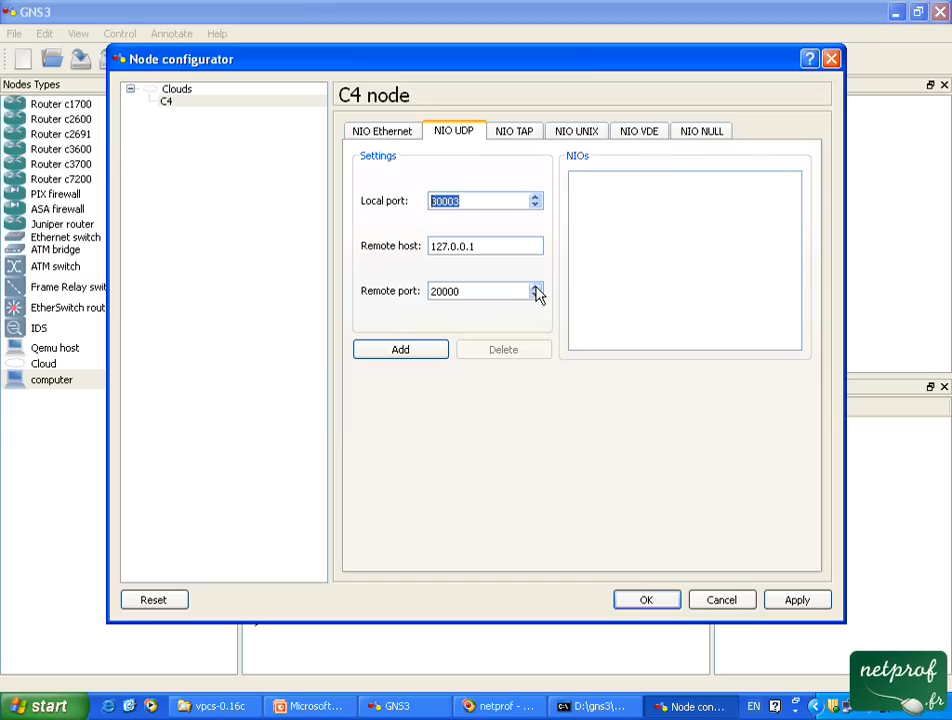 GNS3
File Edit View Control Annotate Help
Node configurator
Nodes Types
Router c1700
Router c2600
Router c2691
Router c3600
Router c3700
Router c7200
PIX firewall
ASA firewall
Juniper router
Ethernet switch
ATM bridge
ATM switch
Frame Relay switc
EtherSwitch rout
IDS
Qemu host
Cloud
computer
Clouds
C4
C4 node
NIO Ethernet NIO UDP NIO TAP NIO UNIX NIO VDE NIO NULL
Settings
Local port: 30003
Remote host: 127.0.0.1
Remote port: 20000
Add Delete
NIOs
Reset OK Cancel Apply
start vpcs-0.16c Microsoft... GNS3 netprof - ... D:\gns3\... Node con... EN
netprof
.fr